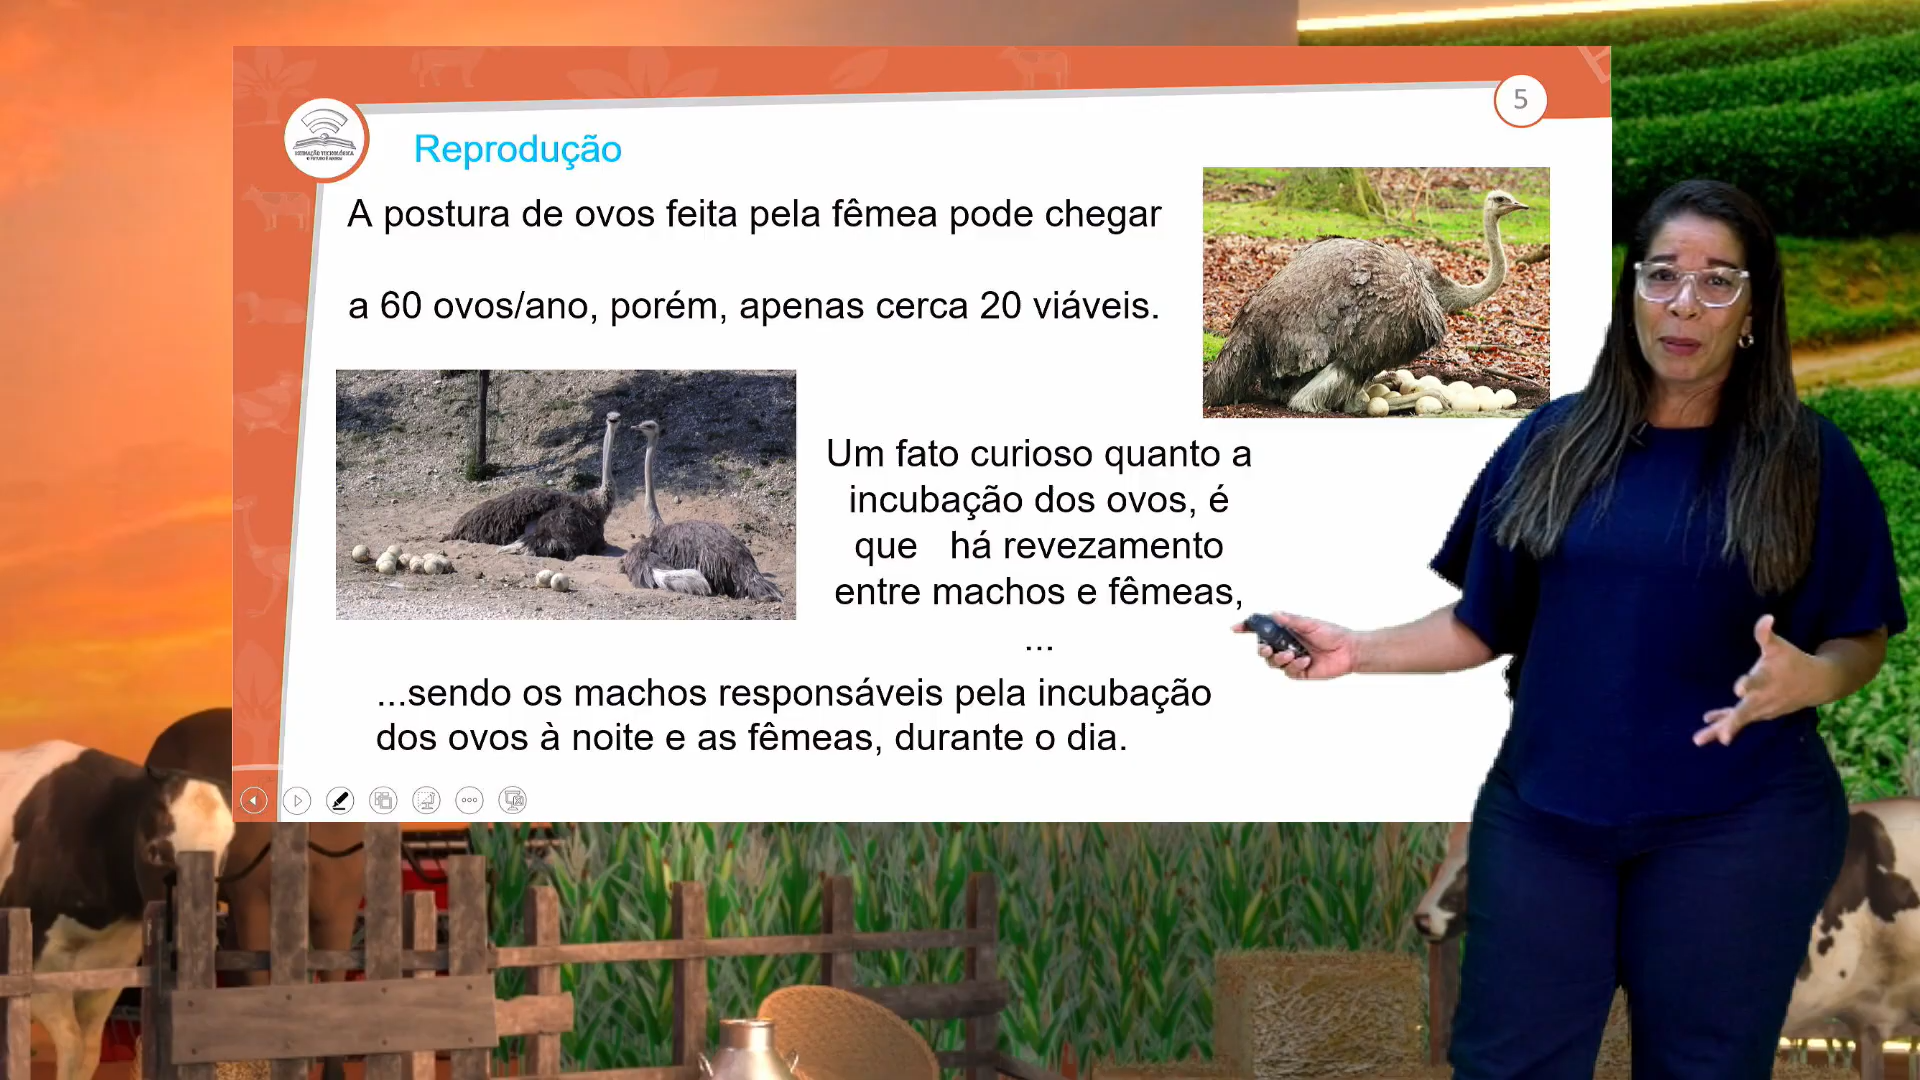 5
Reprodução
A postura de ovos feita pela fêmea pode chegar
a 60 ovos/ano, porém, apenas cerca 20 viáveis.
Um fato curioso quanto a
incubação dos ovos, é
que há revezamento
entre machos e fêmeas,
...
...sendo os machos responsáveis pela incubação
dos ovos à noite e as fêmeas, durante o dia.